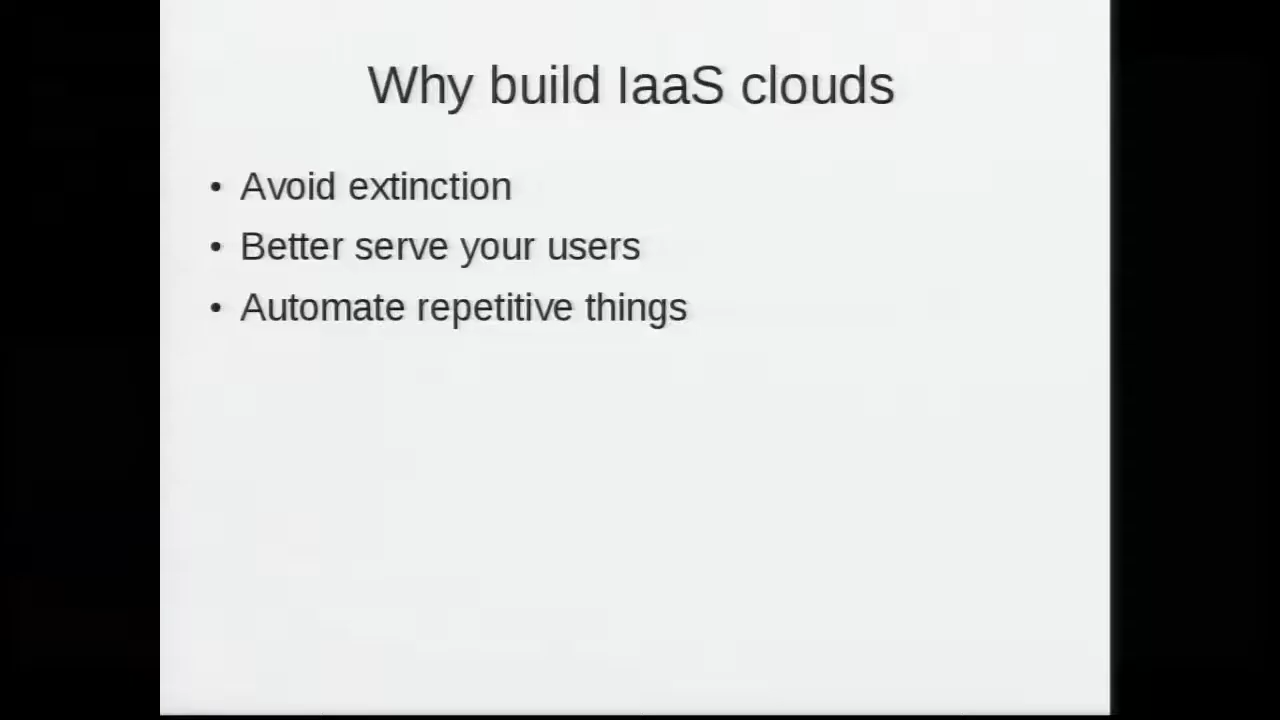 Why build IaaS clouds
• Avoid extinction
• Better serve your users
• Automate repetitive things